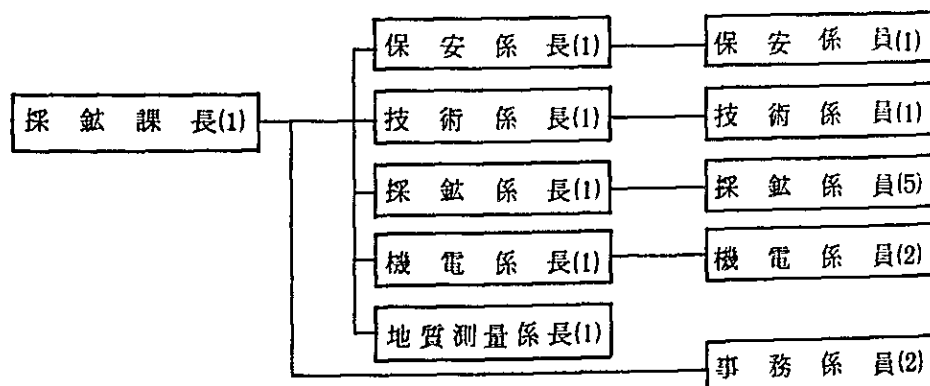 保安係長(1)
保安係員(1)
採鉱課長(1)
技術係長(1)
技術係員(1)
採鉱係長(1)
採鉱係員(5)
機電係長(1)
機電係員(2)
地質測量係長(1)
事務係員(2)